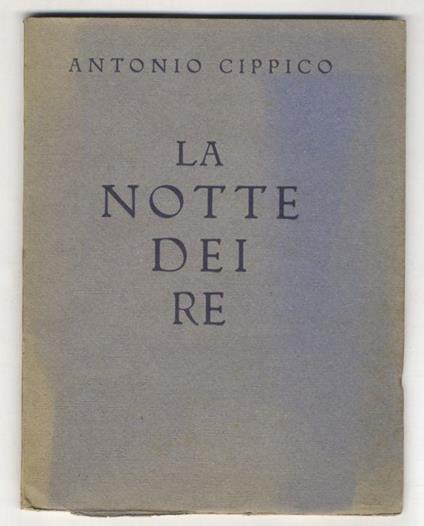 ANTONIO CIPPICO
LA
NOTTE
DEI
RE